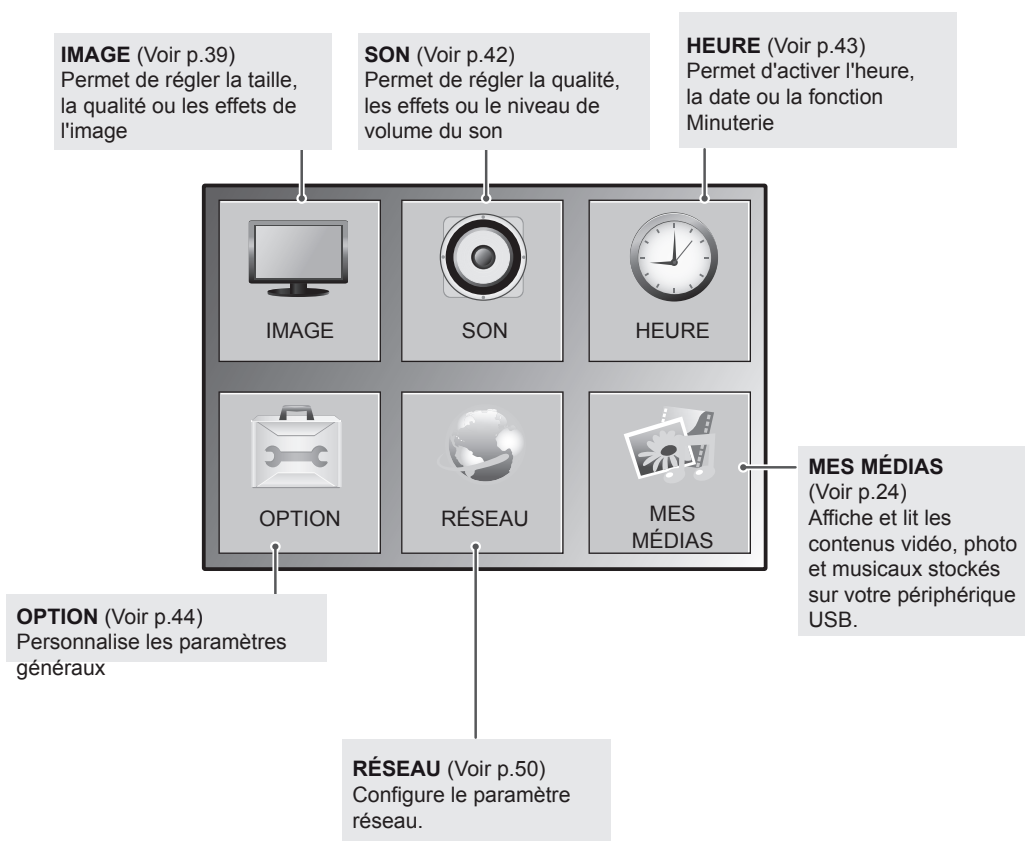 IMAGE (Voir p.39)
Permet de régler la taille,
la qualité ou les effets de
l'image
SON (Voir p.42)
Permet de régler la qualité,
les effets ou le niveau de
volume du son
HEURE (Voir p.43)
Permet d'activer l'heure,
la date ou la fonction
Minuterie
IMAGE
SON
HEURE
OPTION
RÉSEAU
MES
MÉDIAS
MES MÉDIAS
(Voir p.24)
Affiche et lit les
contenus vidéo, photo
et musicaux stockés
sur votre périphérique
USB.
OPTION (Voir p.44)
Personnalise les paramètres
généraux
RÉSEAU (Voir p.50)
Configure le paramètre
réseau.